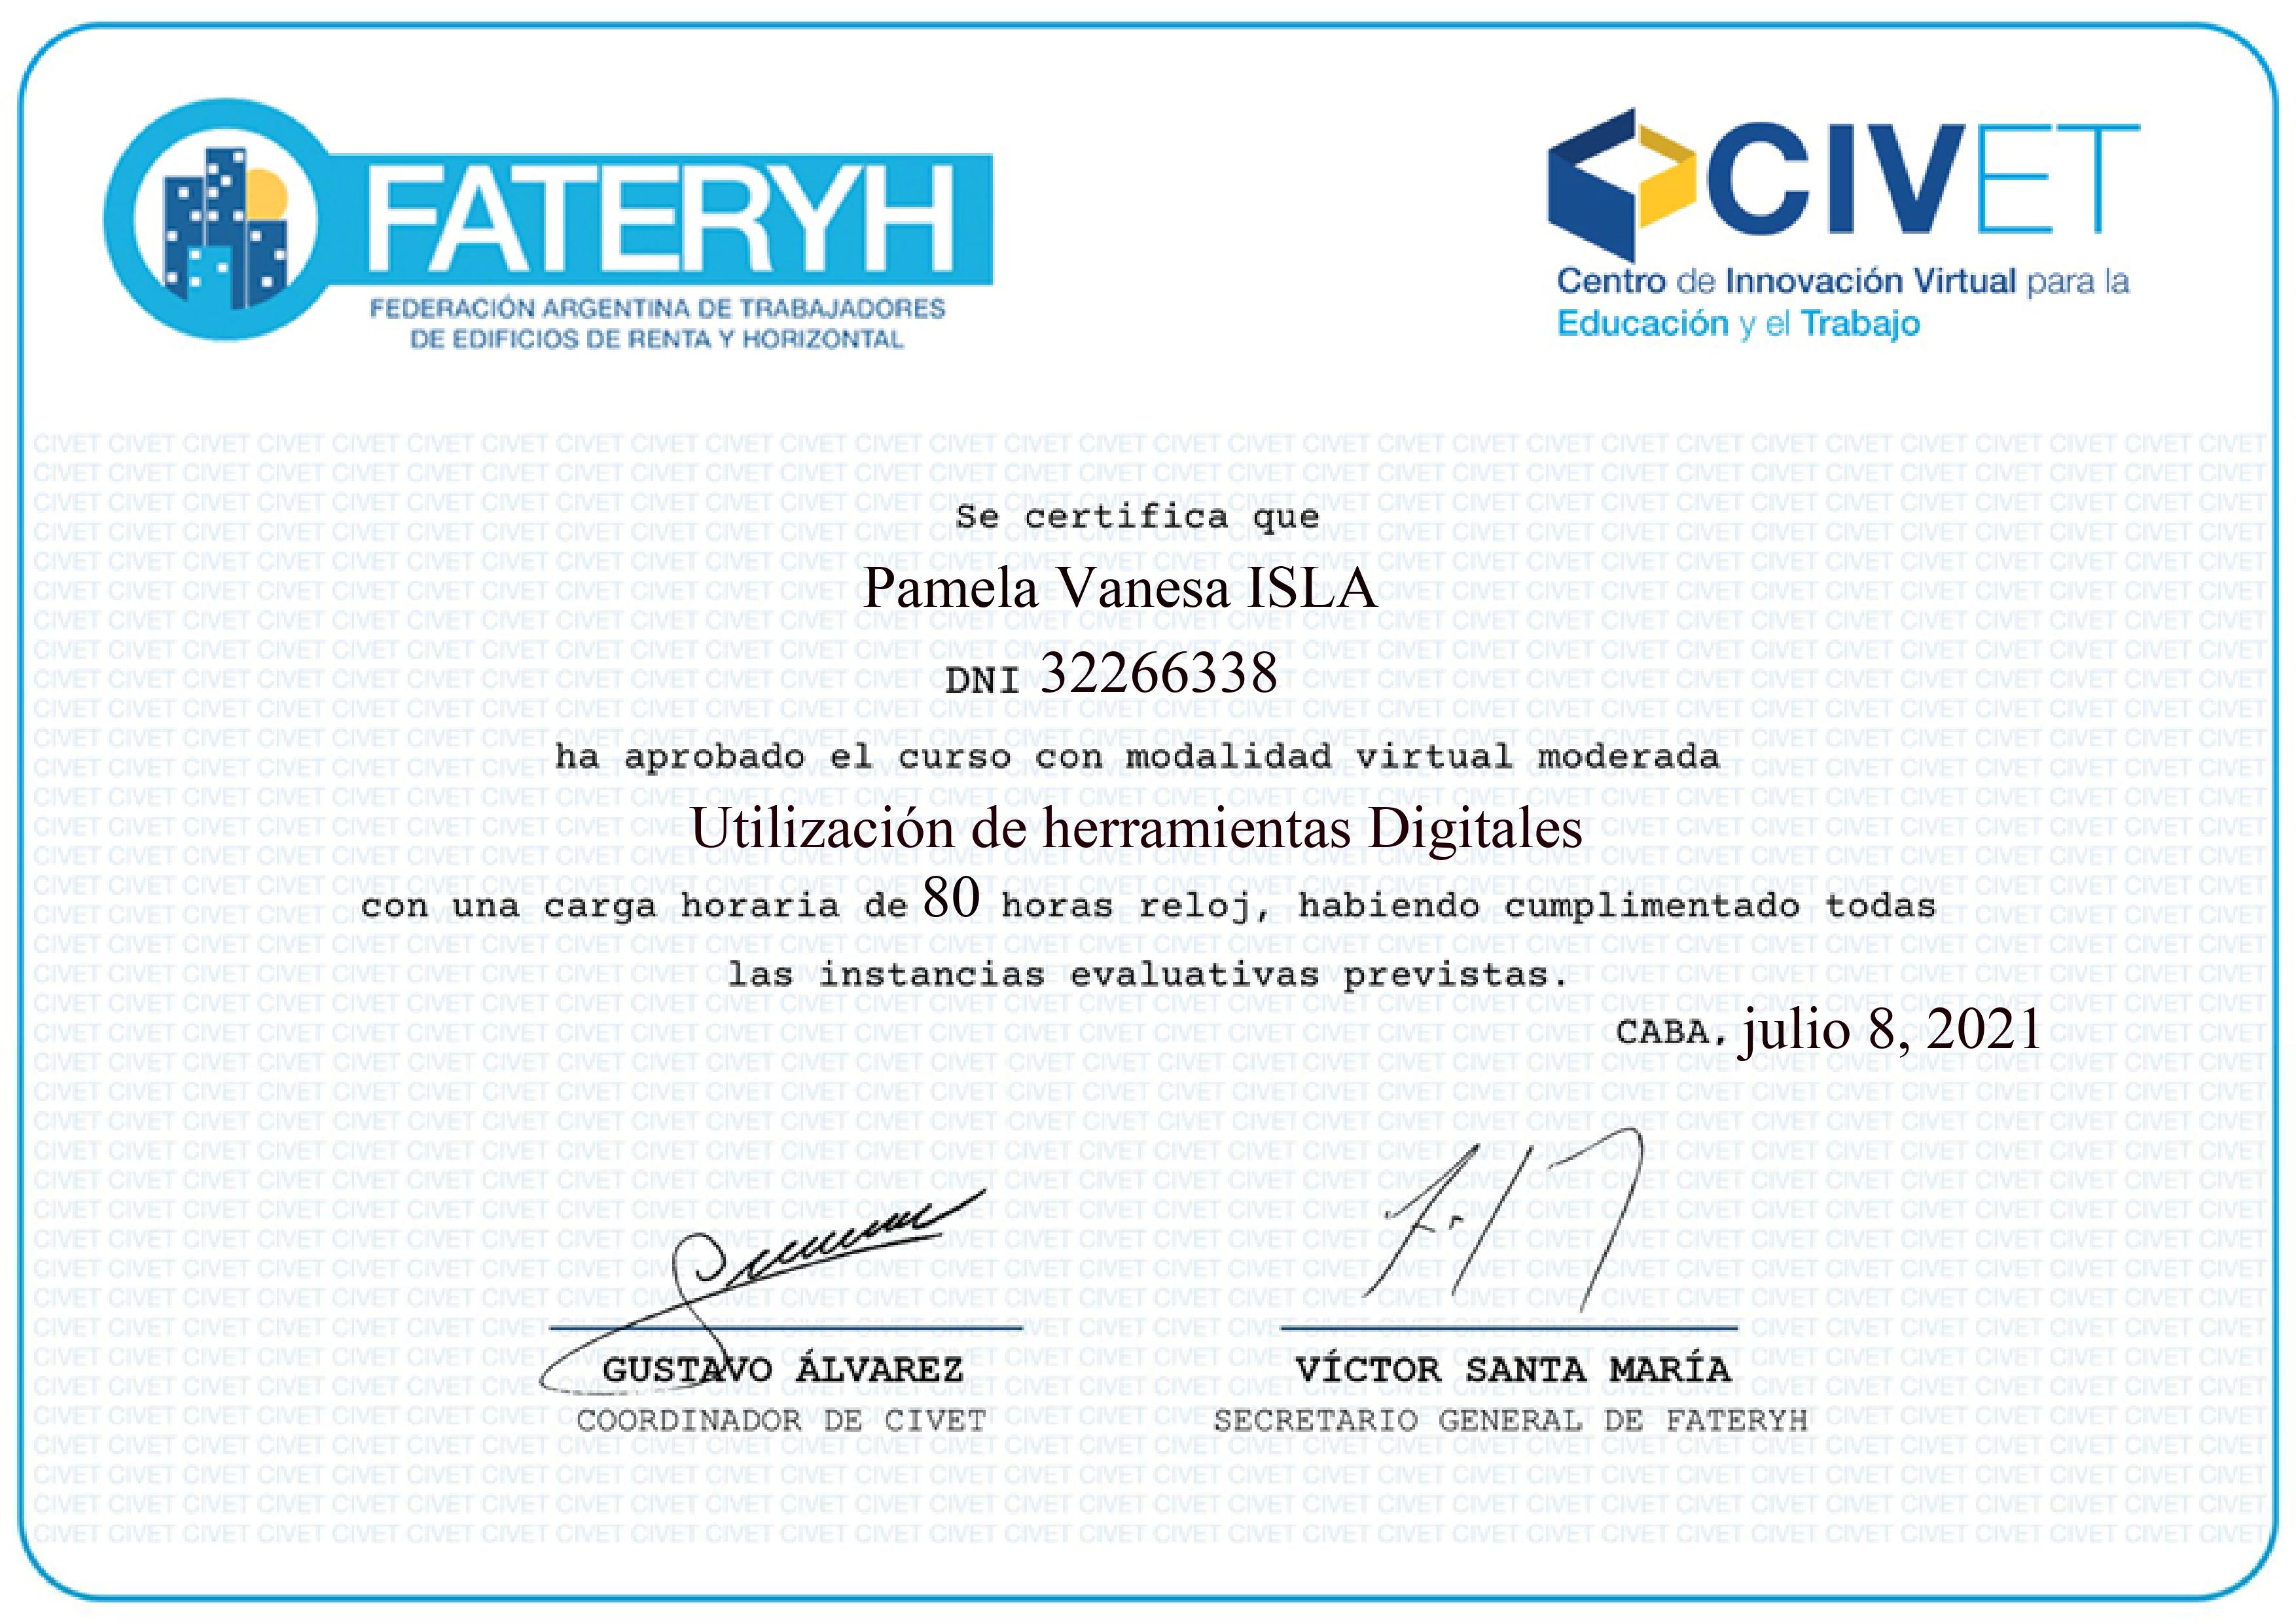 FATERYH
FEDERACIÓN ARGENTINA DE TRABAJADORES
DE EDIFICIOS DE RENTA Y HORIZONTAL
CIVET
Centro de Innovación Virtual para la
Educación y el Trabajo
Se certifica que
Pamela Vanesa ISLA
DNI 32266338
ha aprobado el curso con modalidad virtual moderada
Utilización de herramientas Digitales
con una carga horaria de 80 horas reloj, habiendo cumplimentado todas
las instancias evaluativas previstas.
CABA, julio 8, 2021
GUSTAVO ÁLVAREZ
COORDINADOR DE CIVET
VÍCTOR SANTA MARÍA
SECRETARIO GENERAL DE FATERYH